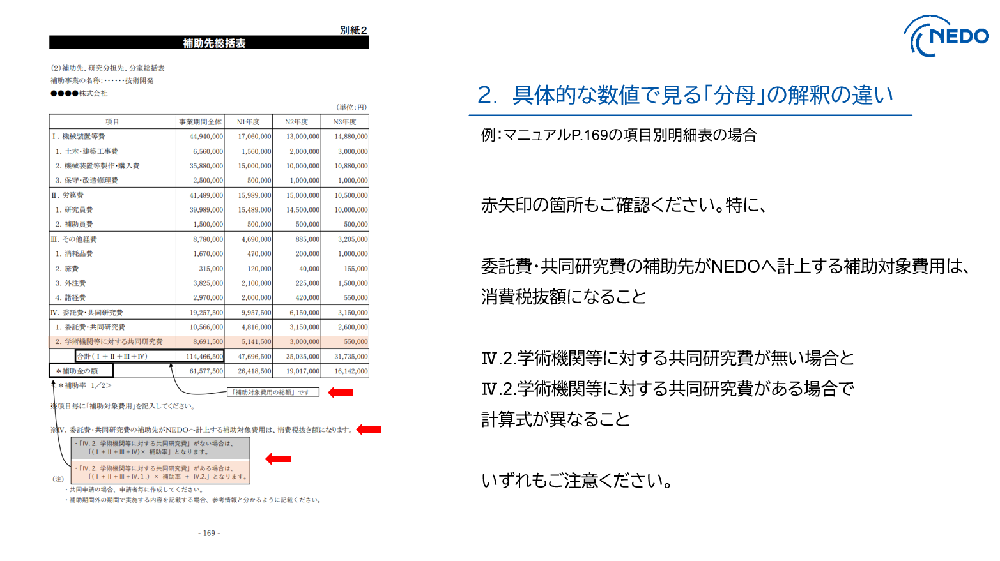 別紙2
補助先総括表
（2）補助先、研究分担先、分室総括表
補助事業の名称：・・・・・・技術開発
●●●●株式会社
（単位：円）
項目 事業期間全体 N1年度 N2年度 N3年度
Ⅰ．機械装置等費 44,940,000 17,060,000 13,000,000 14,880,000
1．土木・建築工事費 6,560,000 1,560,000 2,000,000 3,000,000
2．機械装置等製作・購入費 35,880,000 15,000,000 10,000,000 10,880,000
3．保守・改造修理費 2,500,000 500,000 1,000,000 1,000,000
Ⅱ．労務費 41,489,000 15,989,000 15,000,000 10,500,000
1．研究員費 39,989,000 15,489,000 14,500,000 10,000,000
2．補助員費 1,500,000 500,000 500,000 500,000
Ⅲ．その他経費 8,780,000 4,690,000 885,000 3,205,000
1．消耗品費 1,670,000 470,000 200,000 1,000,000
2．旅費 315,000 120,000 40,000 155,000
3．外注費 3,825,000 2,100,000 225,000 1,500,000
4．諸経費 2,970,000 2,000,000 420,000 550,000
Ⅳ．委託費・共同研究費 19,257,500 9,957,500 6,150,000 3,150,000
1．委託費・共同研究費 10,566,000 4,816,000 3,150,000 2,600,000
2．学術機関等に対する共同研究費 8,691,500 5,141,500 3,000,000 550,000
合計（Ⅰ＋Ⅱ＋Ⅲ＋Ⅳ） 114,466,500 47,696,500 35,035,000 31,735,000
＊補助金の額 61,577,500 26,418,500 19,017,000 16,142,000
＜＊補助率 1／2＞
「補助対象費用の総額」です
※項目毎に「補助対象費用」を記入してください。
※Ⅳ．委託費・共同研究費の補助先がNEDOへ計上する補助対象費用は、消費税抜き額になります。
・「Ⅳ.2. 学術機関等に対する共同研究費」がない場合は、
「(Ⅰ＋Ⅱ＋Ⅲ＋Ⅳ)× 補助率」となります。
・「Ⅳ.2. 学術機関等に対する共同研究費」がある場合は、
「(Ⅰ＋Ⅱ＋Ⅲ＋Ⅳ.1.) × 補助率 ＋ Ⅳ.2.」となります。
（注）
・共同申請の場合、申請者毎に作成してください。
・補助期間外の期間で実施する内容を記載する場合、参考情報と分かるように記載ください。
- 169 -
NEDO
2．具体的な数値で見る「分母」の解釈の違い
例：マニュアルP.169の項目別明細表の場合
赤矢印の箇所もご確認ください。特に、
委託費・共同研究費の補助先がNEDOへ計上する補助対象費用は、
消費税抜額になること
Ⅳ.2.学術機関等に対する共同研究費が無い場合と
Ⅳ.2.学術機関等に対する共同研究費がある場合で
計算式が異なること
いずれもご注意ください。